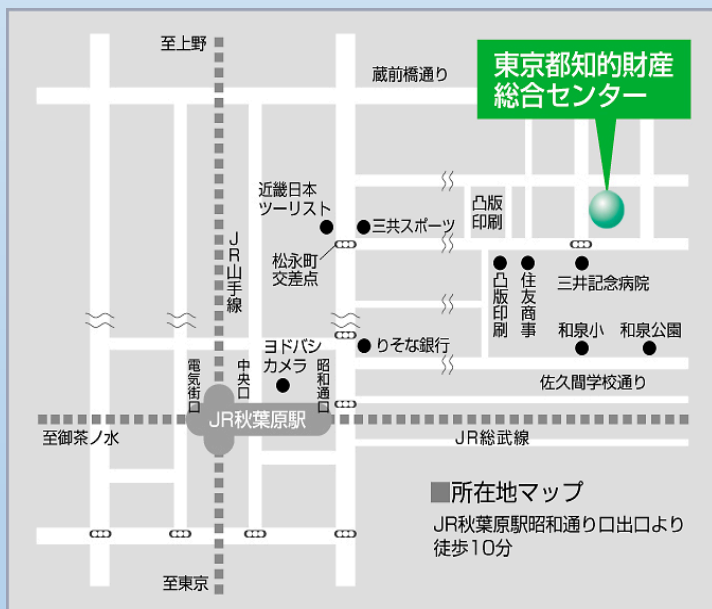 至上野
蔵前橋通り
東京都知的財産
総合センター
近畿日本
ツーリスト
三共スポーツ
凸版
印刷
JR山手線
松永町
交差点
凸版印刷
住友商事
三井記念病院
ヨドバシ
カメラ
りそな銀行
和泉小
和泉公園
電気街口
中央口
昭和通口
佐久間学校通り
JR秋葉原駅
至御茶ノ水
JR総武線
■所在地マップ
JR秋葉原駅昭和通り口出口より
徒歩10分
至東京